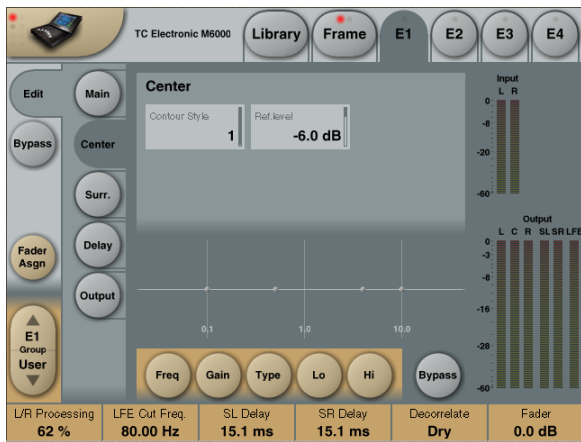 TC Electronic M6000
Library
Frame
E1
E2
E3
E4
Edit
Bypass
Fader
Asgn
E1
Group
User
Main
Center
Surr.
Delay
Output
Center
Contour Style
1
Ref.level
-6.0 dB
Input
L R
0
-8
-20
-60
Output
L C R SL SR LFE
0
-3
-8
-16
-28
-60
0.1 1.0 10.0
Freq
Gain
Type
Lo
Hi
Bypass
L/R Processing
62 %
LFE Cut Freq.
80.00 Hz
SL Delay
15.1 ms
SR Delay
15.1 ms
Decorrelate
Dry
Fader
0.0 dB